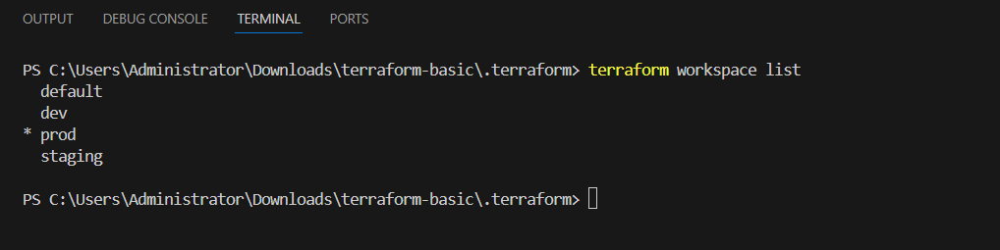 OUTPUT DEBUG CONSOLE TERMINAL PORTS
PS C:\Users\Administrator\Downloads\terraform-basic\.terraform> terraform workspace list
  default
  dev
* prod
  staging
PS C:\Users\Administrator\Downloads\terraform-basic\.terraform>